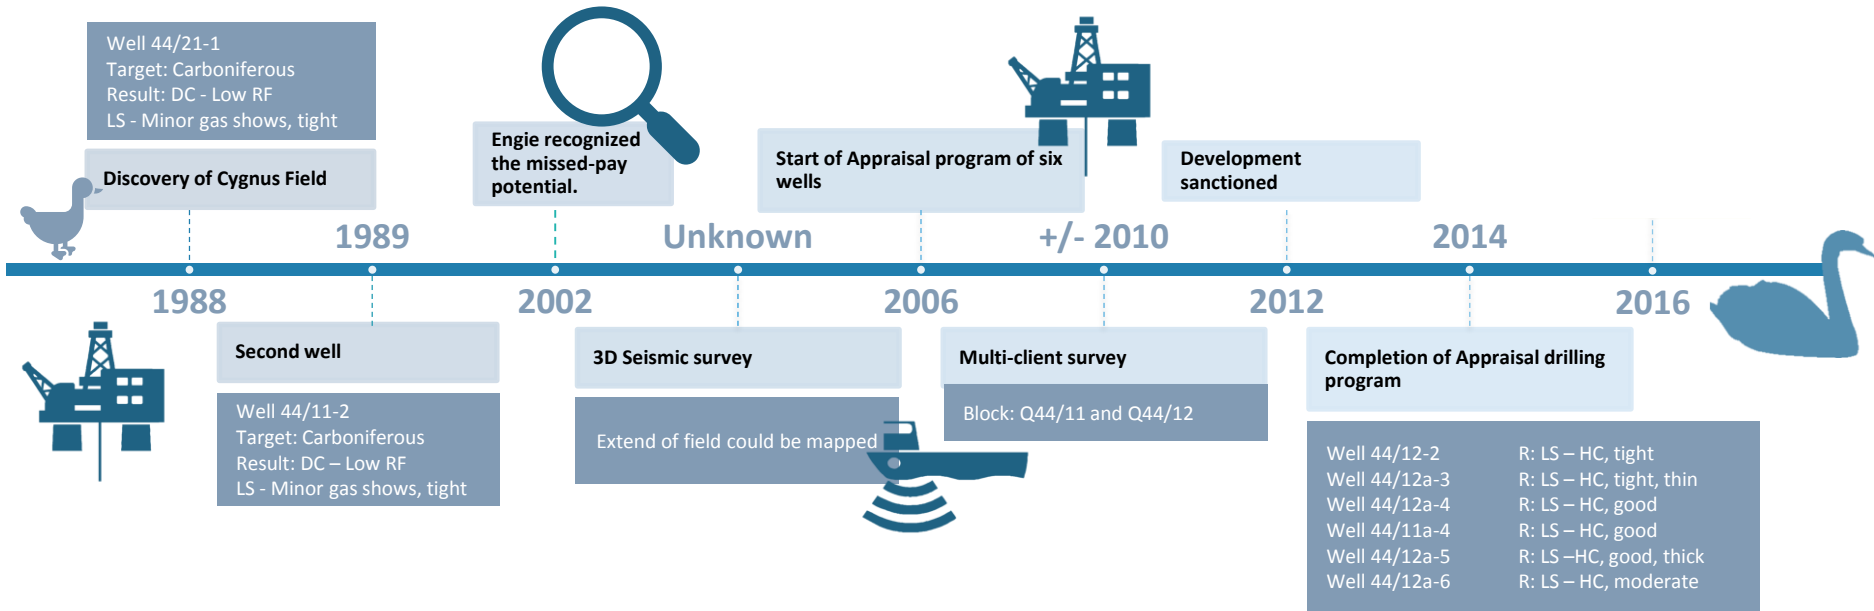 Well 44/21-1
Target: Carboniferous
Result: DC - Low RF
LS - Minor gas shows, tight
Discovery of Cygnus Field
Engie recognized
the missed-pay
potential.
Start of Appraisal program of six
wells
Development
sanctioned
1989
Unknown
+/- 2010
2014
1988
2002
2006
2012
2016
Second well
Well 44/11-2
Target: Carboniferous
Result: DC – Low RF
LS - Minor gas shows, tight
3D Seismic survey
Extend of field could be mapped
Multi-client survey
Block: Q44/11 and Q44/12
Completion of Appraisal drilling
program
Well 44/12-2 R: LS – HC, tight
Well 44/12a-3 R: LS – HC, tight, thin
Well 44/12a-4 R: LS – HC, good
Well 44/11a-4 R: LS – HC, good
Well 44/12a-5 R: LS –HC, good, thick
Well 44/12a-6 R: LS – HC, moderate